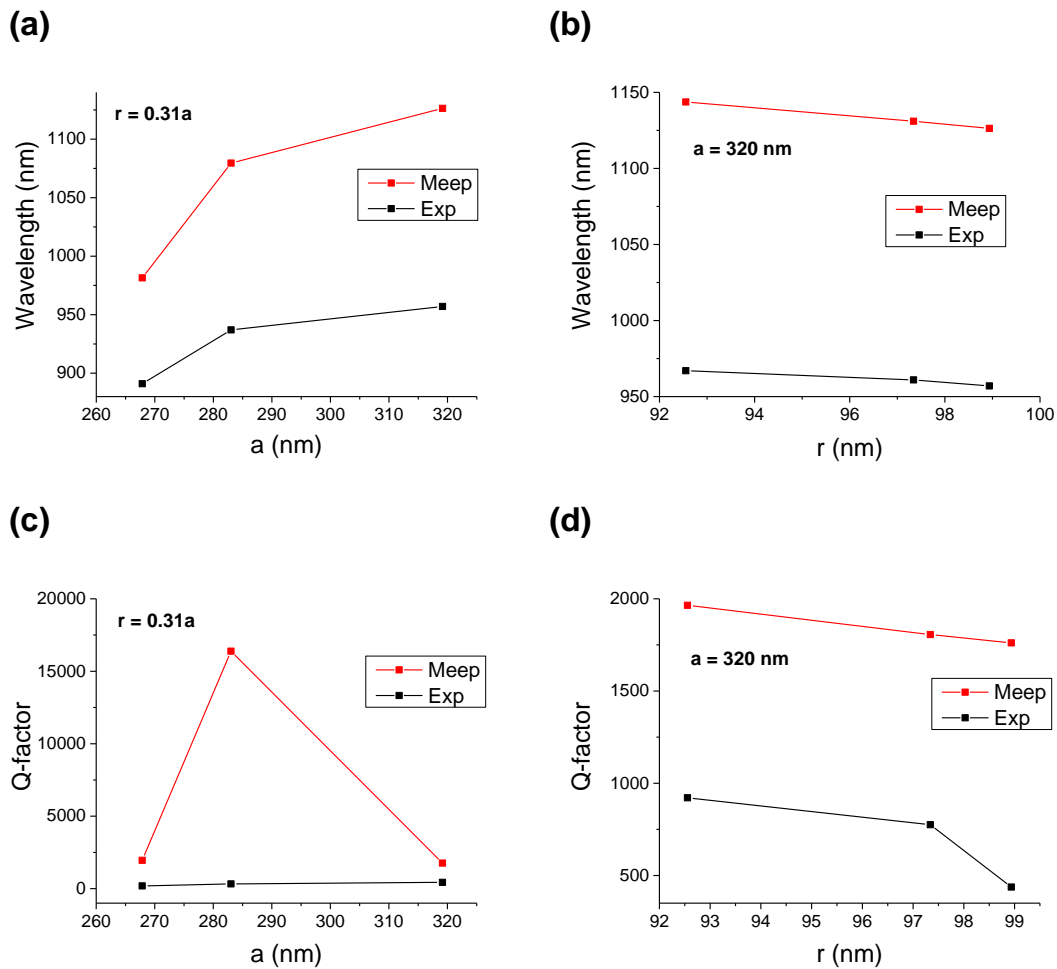 (a)
r = 0.31a
Wavelength (nm)
1100
1050
1000
950
900
Meep
Exp
260 270 280 290 300 310 320
a (nm)
(b)
a = 320 nm
Wavelength (nm)
1150
1100
1050
1000
950
Meep
Exp
92 94 96 98 100
r (nm)
(c)
r = 0.31a
Q-factor
20000
15000
10000
5000
0
Meep
Exp
260 270 280 290 300 310 320
a (nm)
(d)
a = 320 nm
Q-factor
2000
1500
1000
500
Meep
Exp
92 93 94 95 96 97 98 99
r (nm)